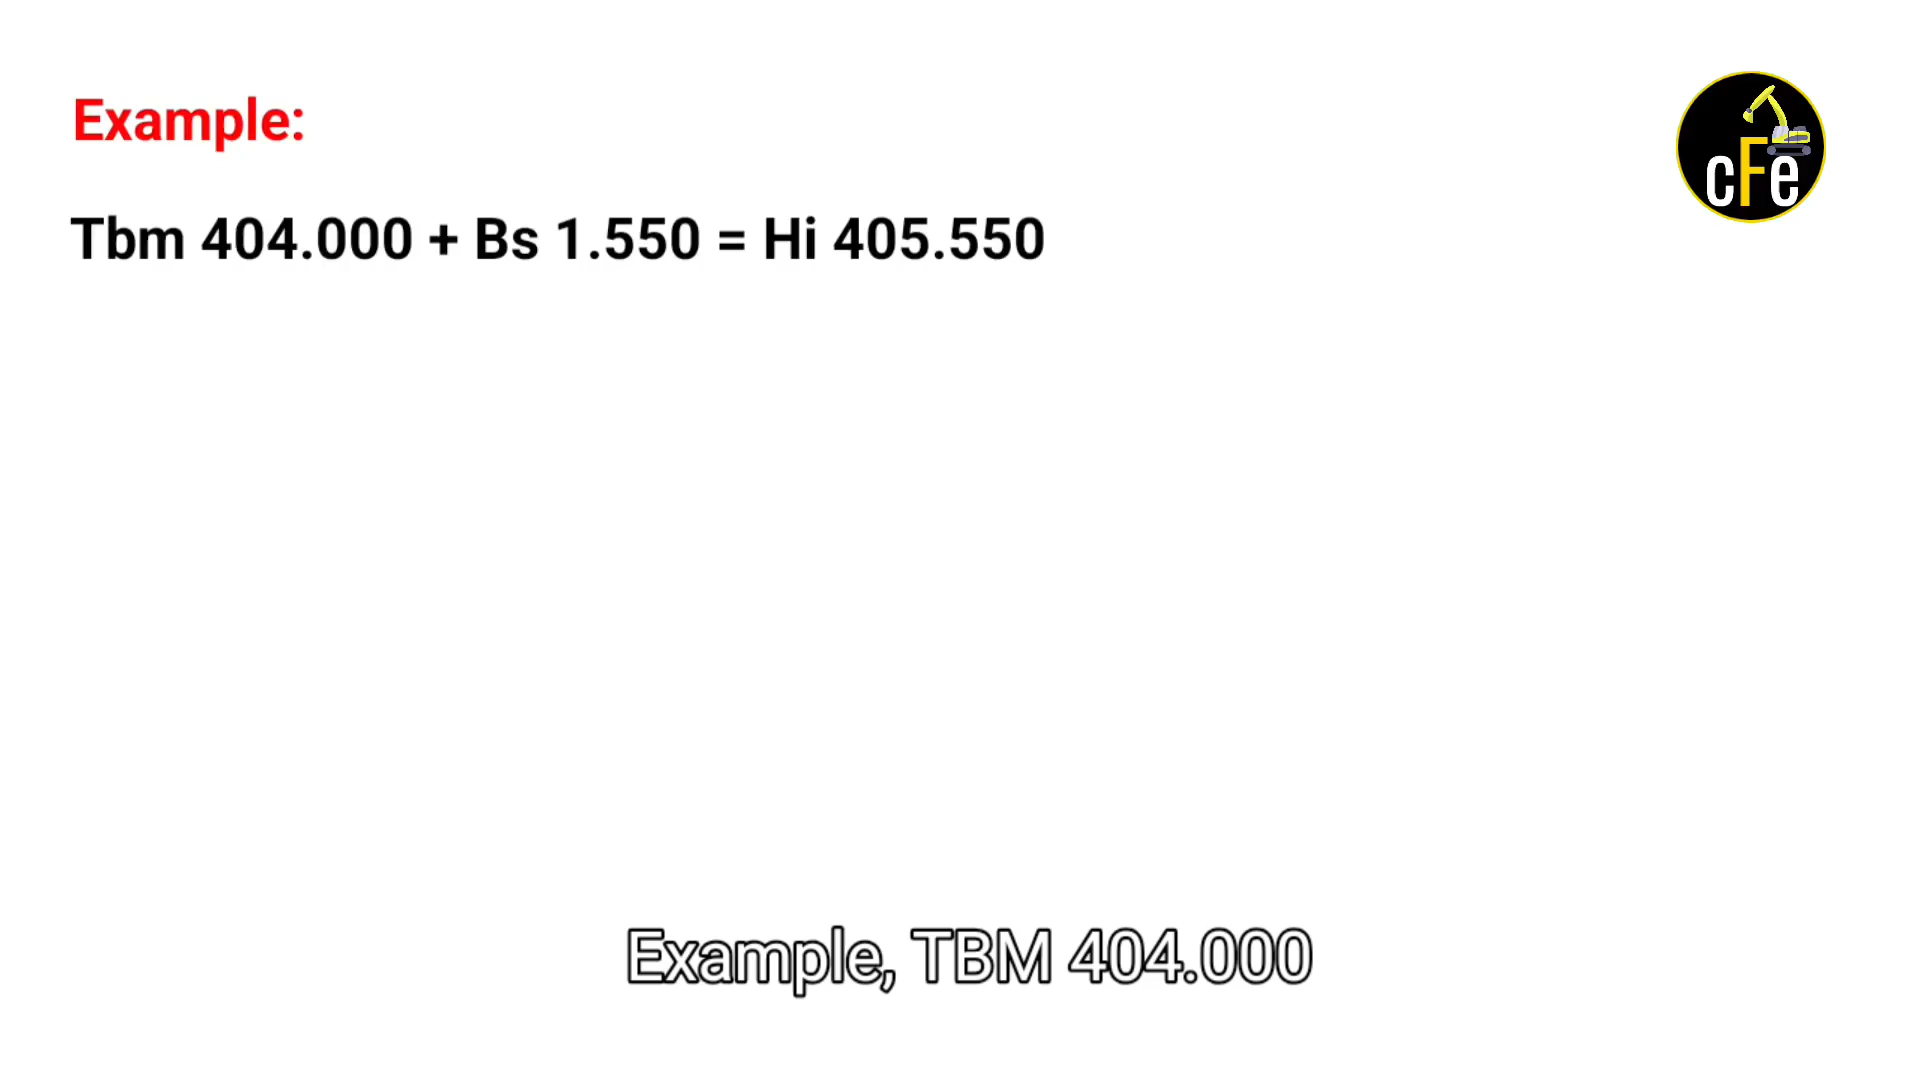 Example:
cFe
Tbm 404.000 + Bs 1.550 = Hi 405.550
Example, TBM 404.000